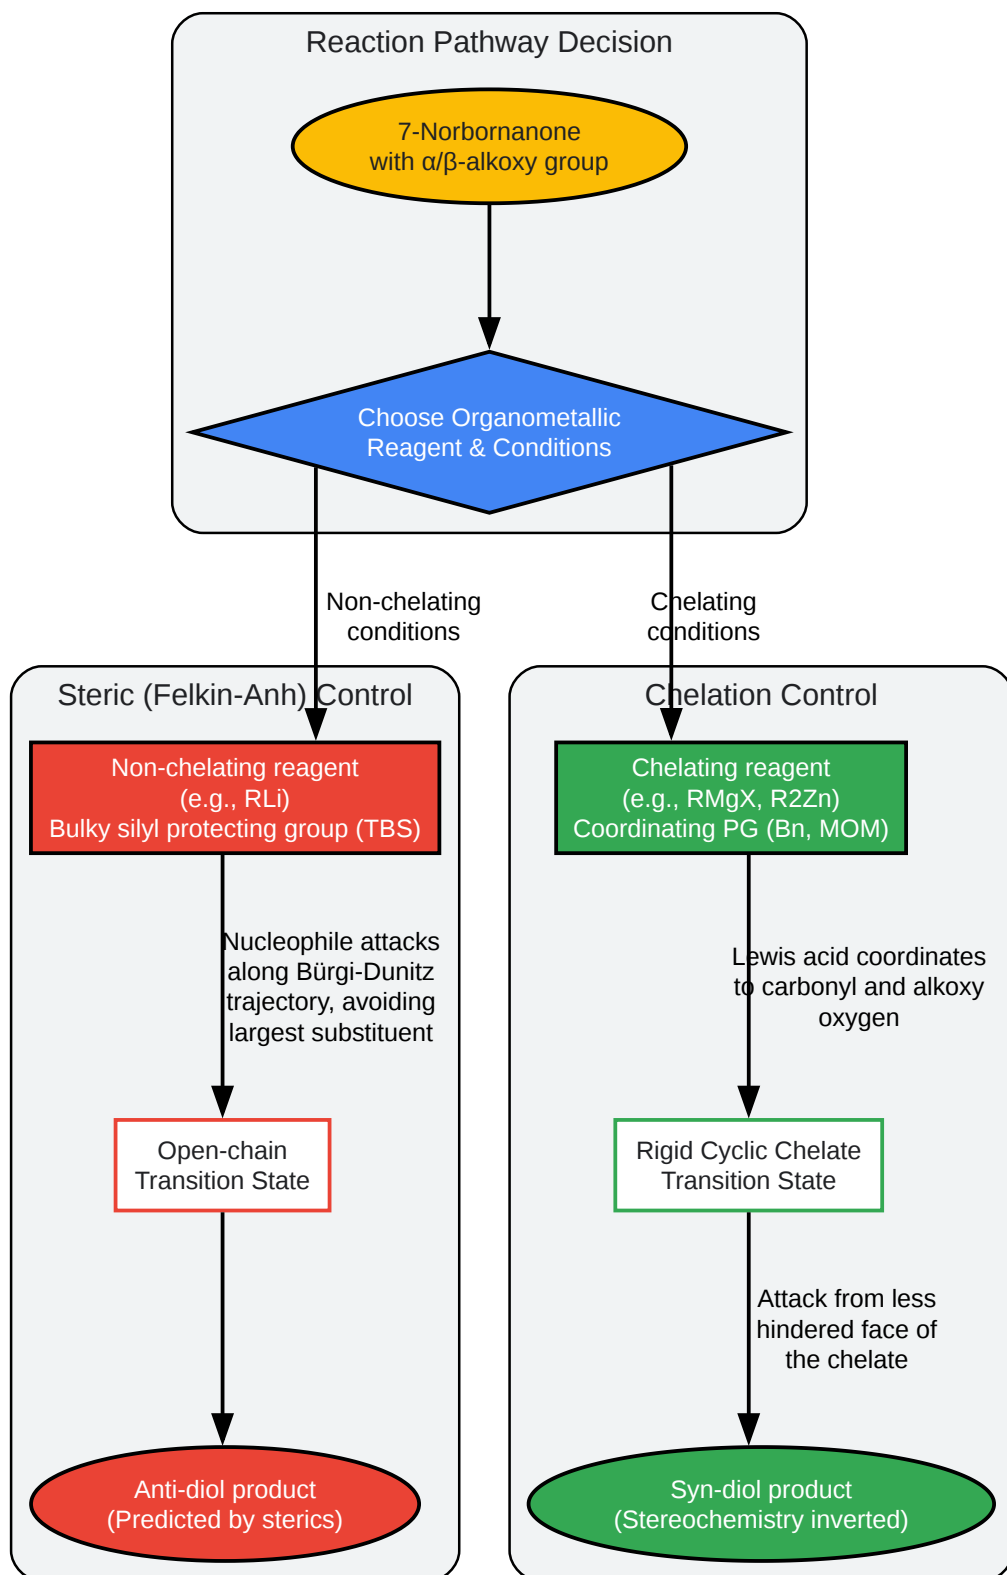 Reaction Pathway Decision
7-Norbornanone
with α/β-alkoxy group
Choose Organometallic
Reagent & Conditions
Non-chelating
conditions
Chelating
conditions
Steric (Felkin-Anh) Control
Non-chelating reagent
(e.g., RLi)
Bulky silyl protecting group (TBS)
Nucleophile attacks
along Bürgi-Dunitz
trajectory, avoiding
largest substituent
Open-chain
Transition State
Anti-diol product
(Predicted by sterics)
Chelation Control
Chelating reagent
(e.g., RMgX, R2Zn)
Coordinating PG (Bn, MOM)
Lewis acid coordinates
to carbonyl and alkoxy
oxygen
Rigid Cyclic Chelate
Transition State
Attack from less
hindered face of
the chelate
Syn-diol product
(Stereochemistry inverted)